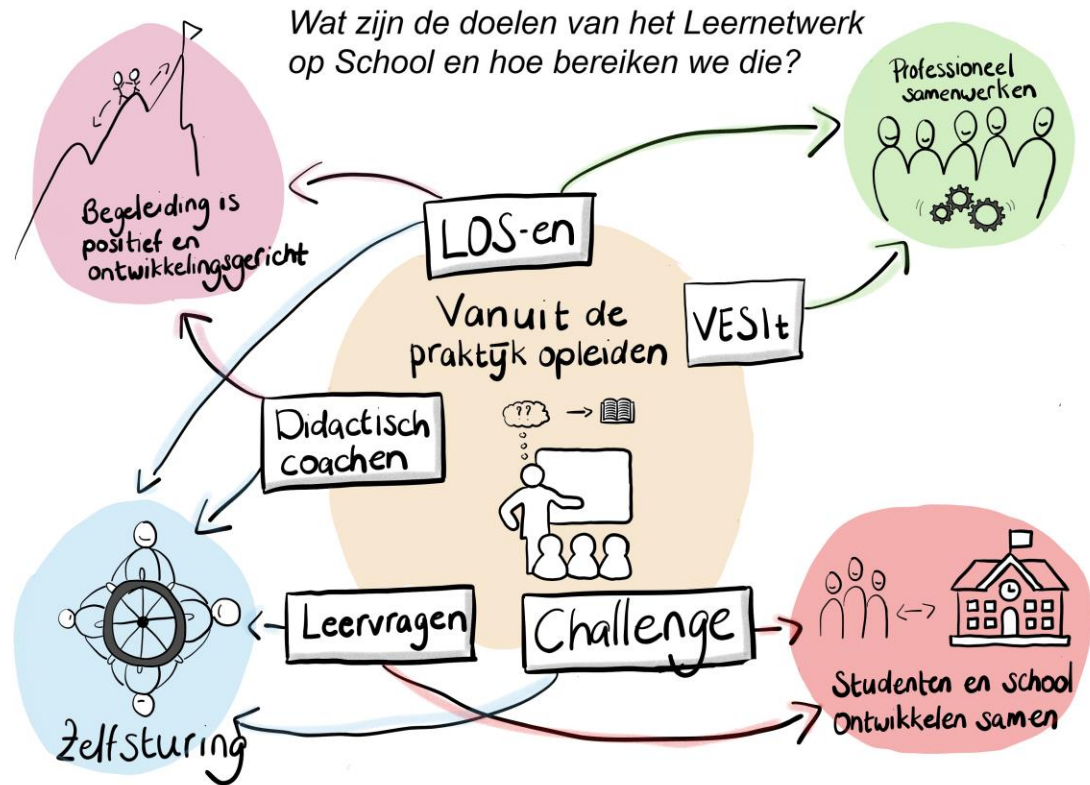 Wat zijn de doelen van het Leernetwerk
op School en hoe bereiken we die?
Professioneel
samenwerken
Begeleiding is
positief en
ontwikkelingsgericht
LOS-en
VESIt
Vanuit de
praktijk opleiden
??
Didactisch
coachen
Leervragen
Challenge
Zelfsturing
Studenten en school
Ontwikkelen samen